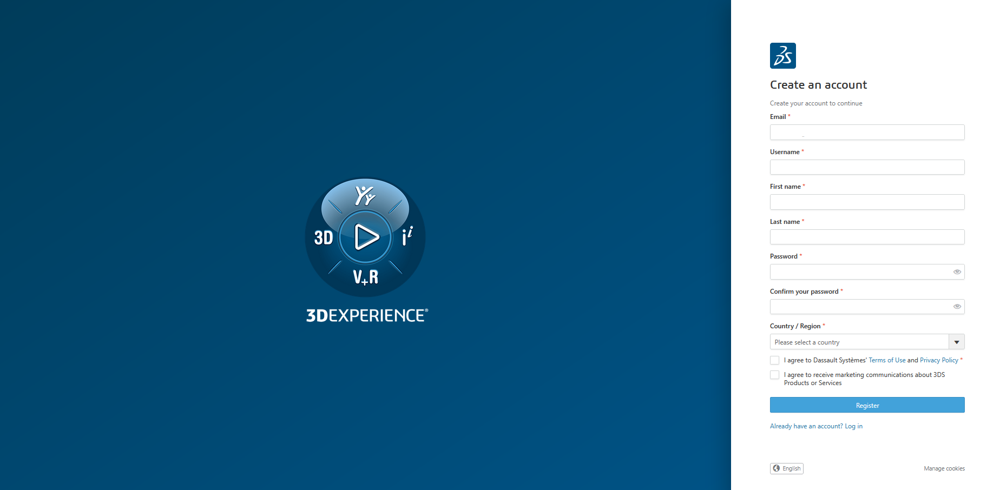 3D
i i
V+R
3DEXPERIENCE®
3DS
Create an account
Create your account to continue
Email *
Username *
First name *
Last name *
Password *
Confirm your password *
Country / Region *
Please select a country
I agree to Dassault Systèmes' Terms of Use and Privacy Policy *
I agree to receive marketing communications about 3DS
Products or Services
Register
Already have an account? Log in
English
Manage cookies